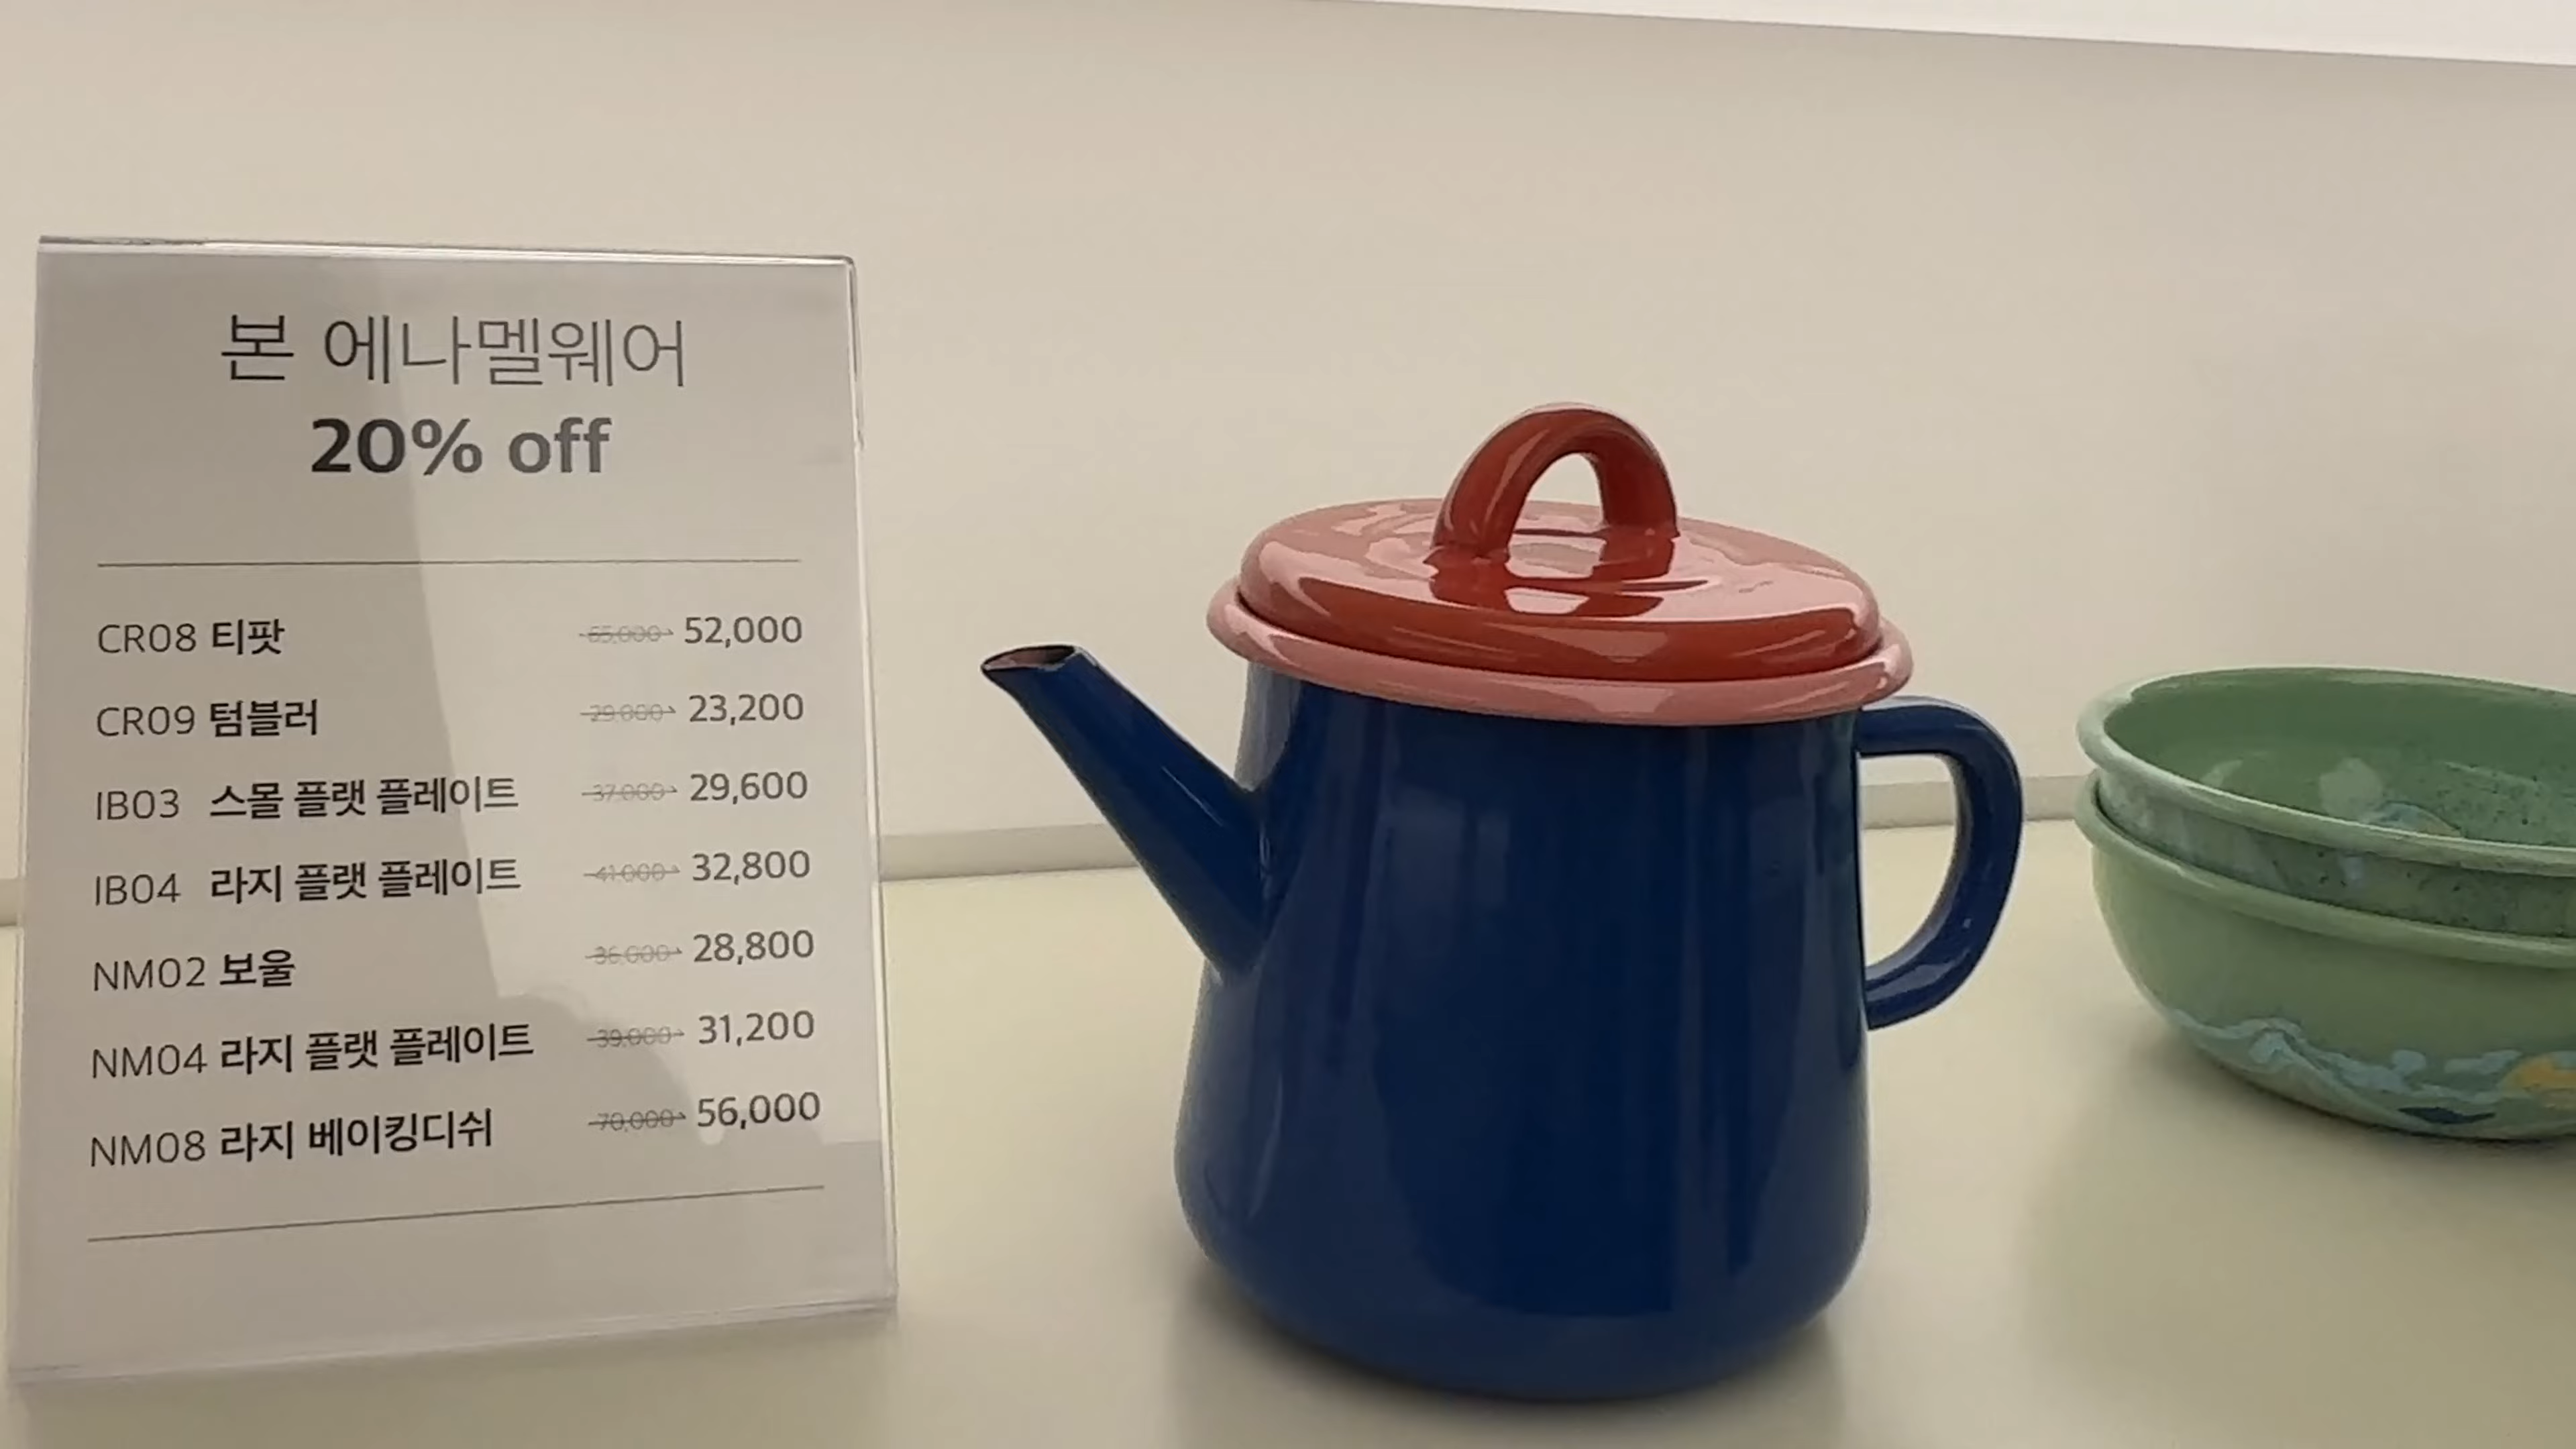 본 에나멜웨어
20% off
CR08 티팟 65,000 52,000
CR09 텀블러 29,000 23,200
IB03 스몰 플랫 플레이트 37,000 29,600
IB04 라지 플랫 플레이트 41,000 32,800
NM02 보울 36,000 28,800
NM04 라지 플랫 플레이트 39,000 31,200
NM08 라지 베이킹디쉬 70,000 56,000